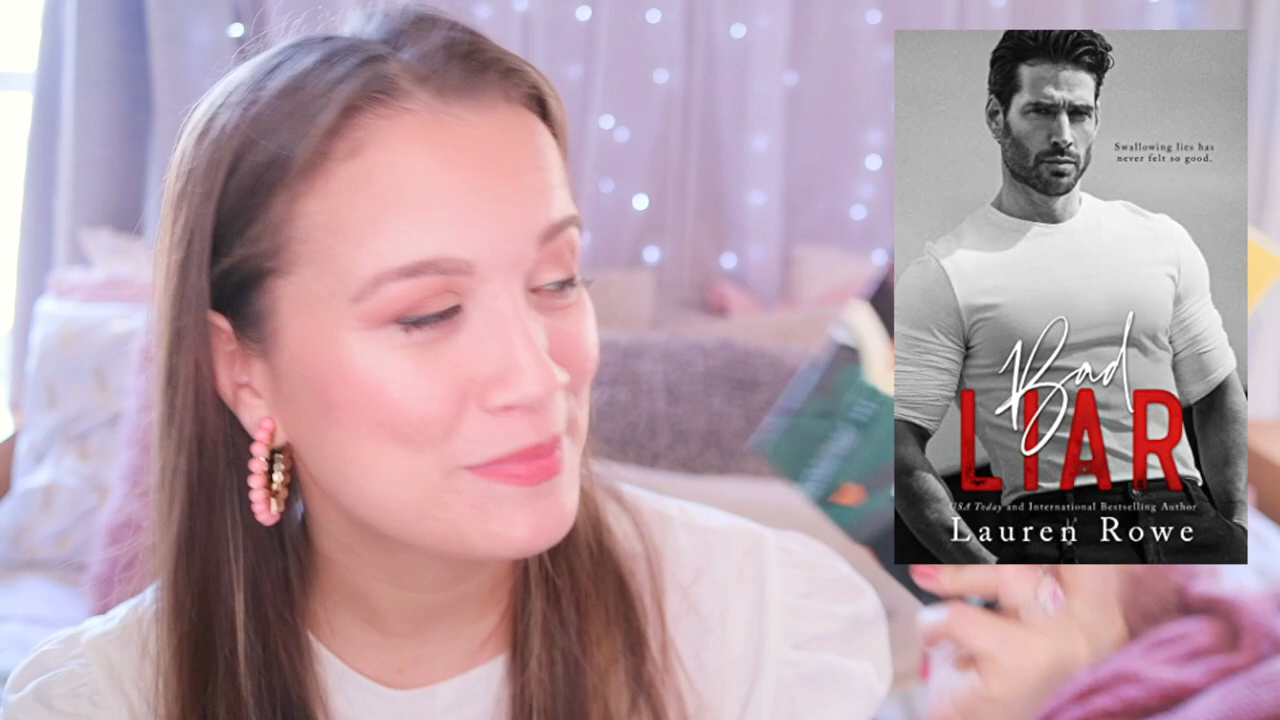 Swallowing lies has
never felt so good.
Bad
LIAR
USA Today and International Bestselling Author
Lauren Rowe